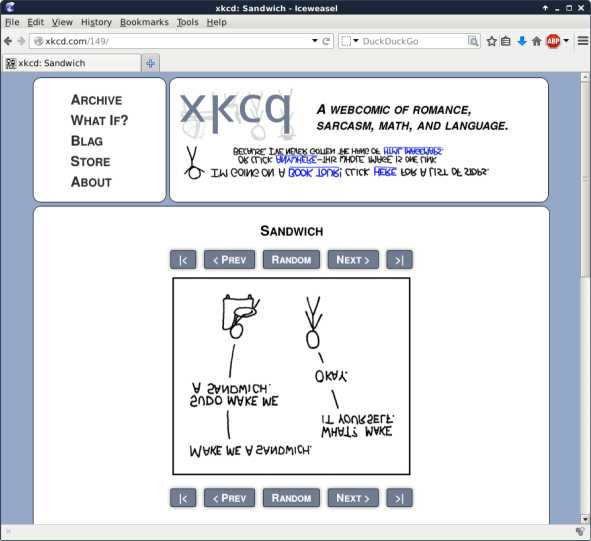 xkcd: Sandwich - Iceweasel
File Edit View History Bookmarks Tools Help
xkcd.com/149/
DuckDuckGo
ABP
xkcd: Sandwich
ARCHIVE
WHAT IF?
BLAG
STORE
ABOUT
xkcd
A WEBCOMIC OF ROMANCE,
SARCASM, MATH, AND LANGUAGE.
I'M GOING ON A BOOK TOUR! CLICK HERE FOR A LIST OF STOPS.
OR CLICK ANYWHERE—THIS WHOLE IMAGE IS ONE LINK
BECAUSE I'VE NEVER GOTTEN THE HANG OF HTML IMAGEMAPS.
SANDWICH
|< < PREV RANDOM NEXT > >|
MAKE ME A SANDWICH.
WHAT? MAKE
IT YOURSELF.
SUDO MAKE ME
A SANDWICH.
OKAY.
|< < PREV RANDOM NEXT > >|